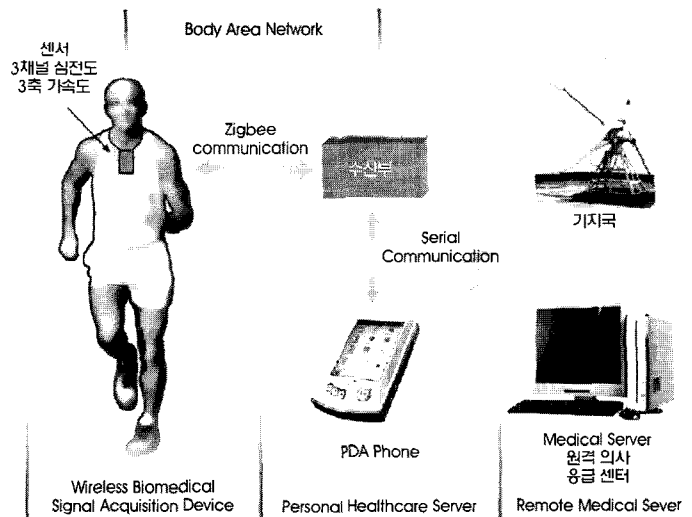 Body Area Network
센서
3채널 심전도
3축 가속도
Zigbee
communication
수신부
기지국
Serial
Communication
PDA Phone
Medical Server
원격 의사
응급 센터
Wireless Biomedical
Signal Acquisition Device
Personal Healthcare Server
Remote Medical Sever